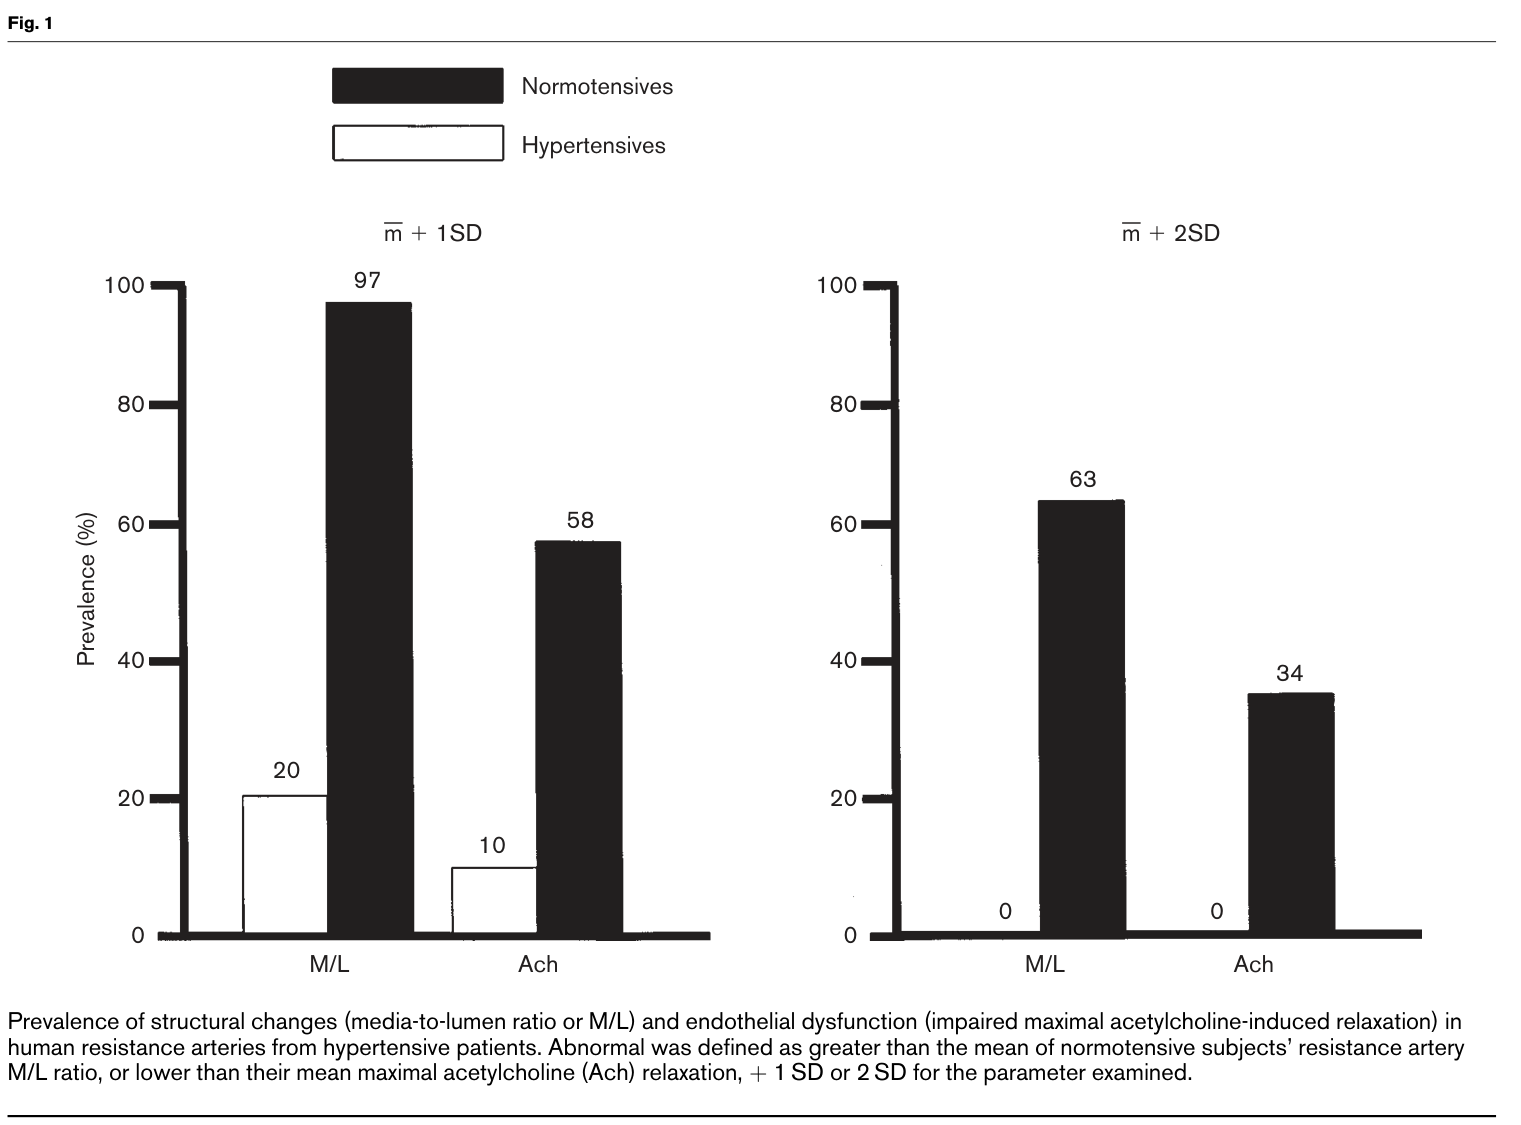 Fig. 1
Normotensives
Hypertensives
m̅ + 1SD
m̅ + 2SD
100
97
80
60
58
40
20
20
10
0
M/L
Ach
Prevalence (%)
100
80
63
60
40
34
20
0
0
0
M/L
Ach
Prevalence of structural changes (media-to-lumen ratio or M/L) and endothelial dysfunction (impaired maximal acetylcholine-induced relaxation) in
human resistance arteries from hypertensive patients. Abnormal was defined as greater than the mean of normotensive subjects’ resistance artery
M/L ratio, or lower than their mean maximal acetylcholine (Ach) relaxation, + 1 SD or 2 SD for the parameter examined.